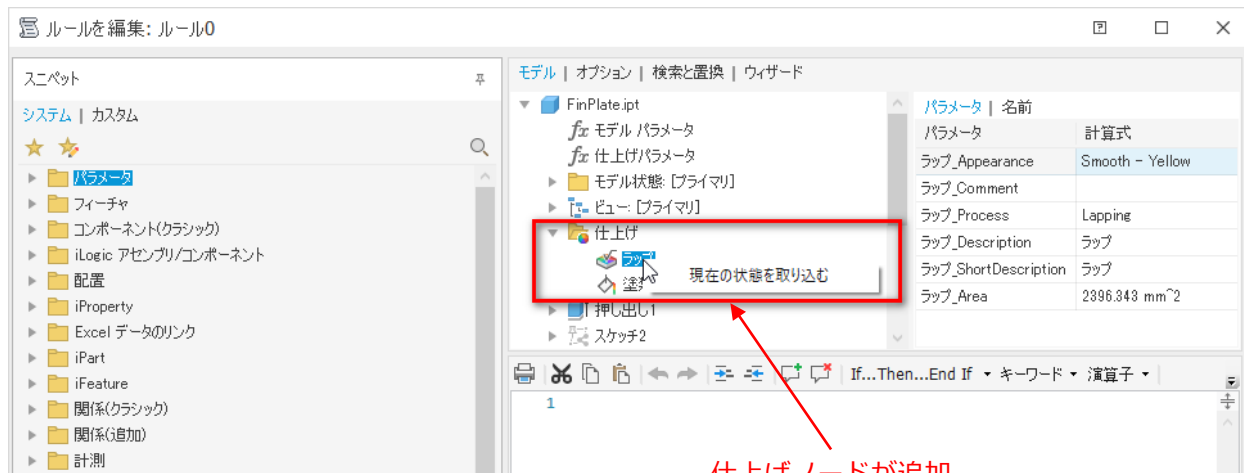 ルールを編集: ルール0
スニペット
システム | カスタム
パラメータ
フィーチャ
コンポーネント(クラシック)
iLogic アセンブリ/コンポーネント
配置
iProperty
Excel データのリンク
iPart
iFeature
関係(クラシック)
関係(追加)
計測
モデル | オプション | 検索と置換 | ウィザード
FinPlate.ipt
fx モデル パラメータ
fx 仕上げパラメータ
モデル状態: [プライマリ]
ビュー: [プライマリ]
仕上げ
ラップ
現在の状態を取り込む
押し出し1
スケッチ2
パラメータ | 名前
パラメータ 計算式
ラップ_Appearance Smooth - Yellow
ラップ_Comment
ラップ_Process Lapping
ラップ_Description ラップ
ラップ_ShortDescription ラップ
ラップ_Area 2396.343 mm^2
If...Then...End If キーワード 演算子
1
仕上げノードが追加